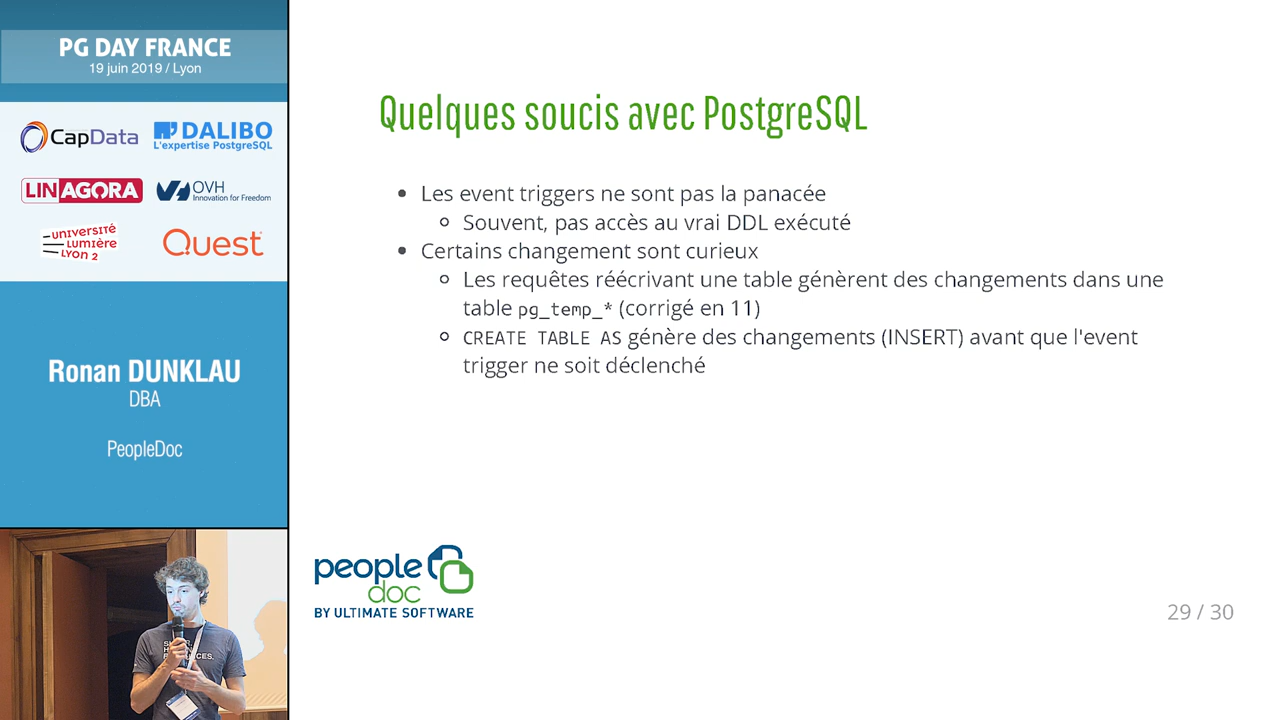 PG DAY FRANCE
19 juin 2019 / Lyon
CapData
DALIBO
L'expertise PostgreSQL
LINAGORA
OVH
Innovation for Freedom
UNIVERSITÉ
LUMIÈRE
LYON 2
Quest
Ronan DUNKLAU
DBA
PeopleDoc
Quelques soucis avec PostgreSQL
Les event triggers ne sont pas la panacée
Souvent, pas accès au vrai DDL exécuté
Certains changement sont curieux
Les requêtes réécrivant une table génèrent des changements dans une
table pg_temp_* (corrigé en 11)
CREATE TABLE AS génère des changements (INSERT) avant que l'event
trigger ne soit déclenché
people
doc
BY ULTIMATE SOFTWARE
29 / 30